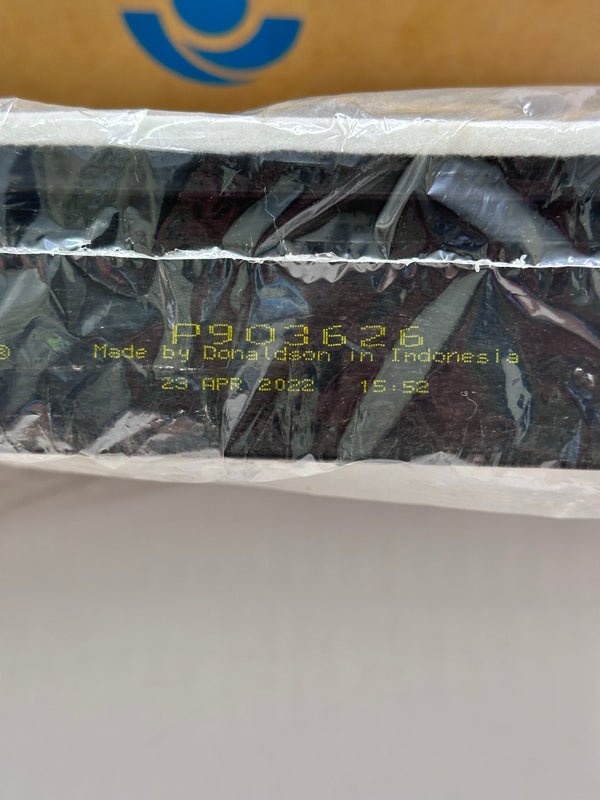 P903626
® Made by Donaldson in Indonesia
23 APR 2022 15:52